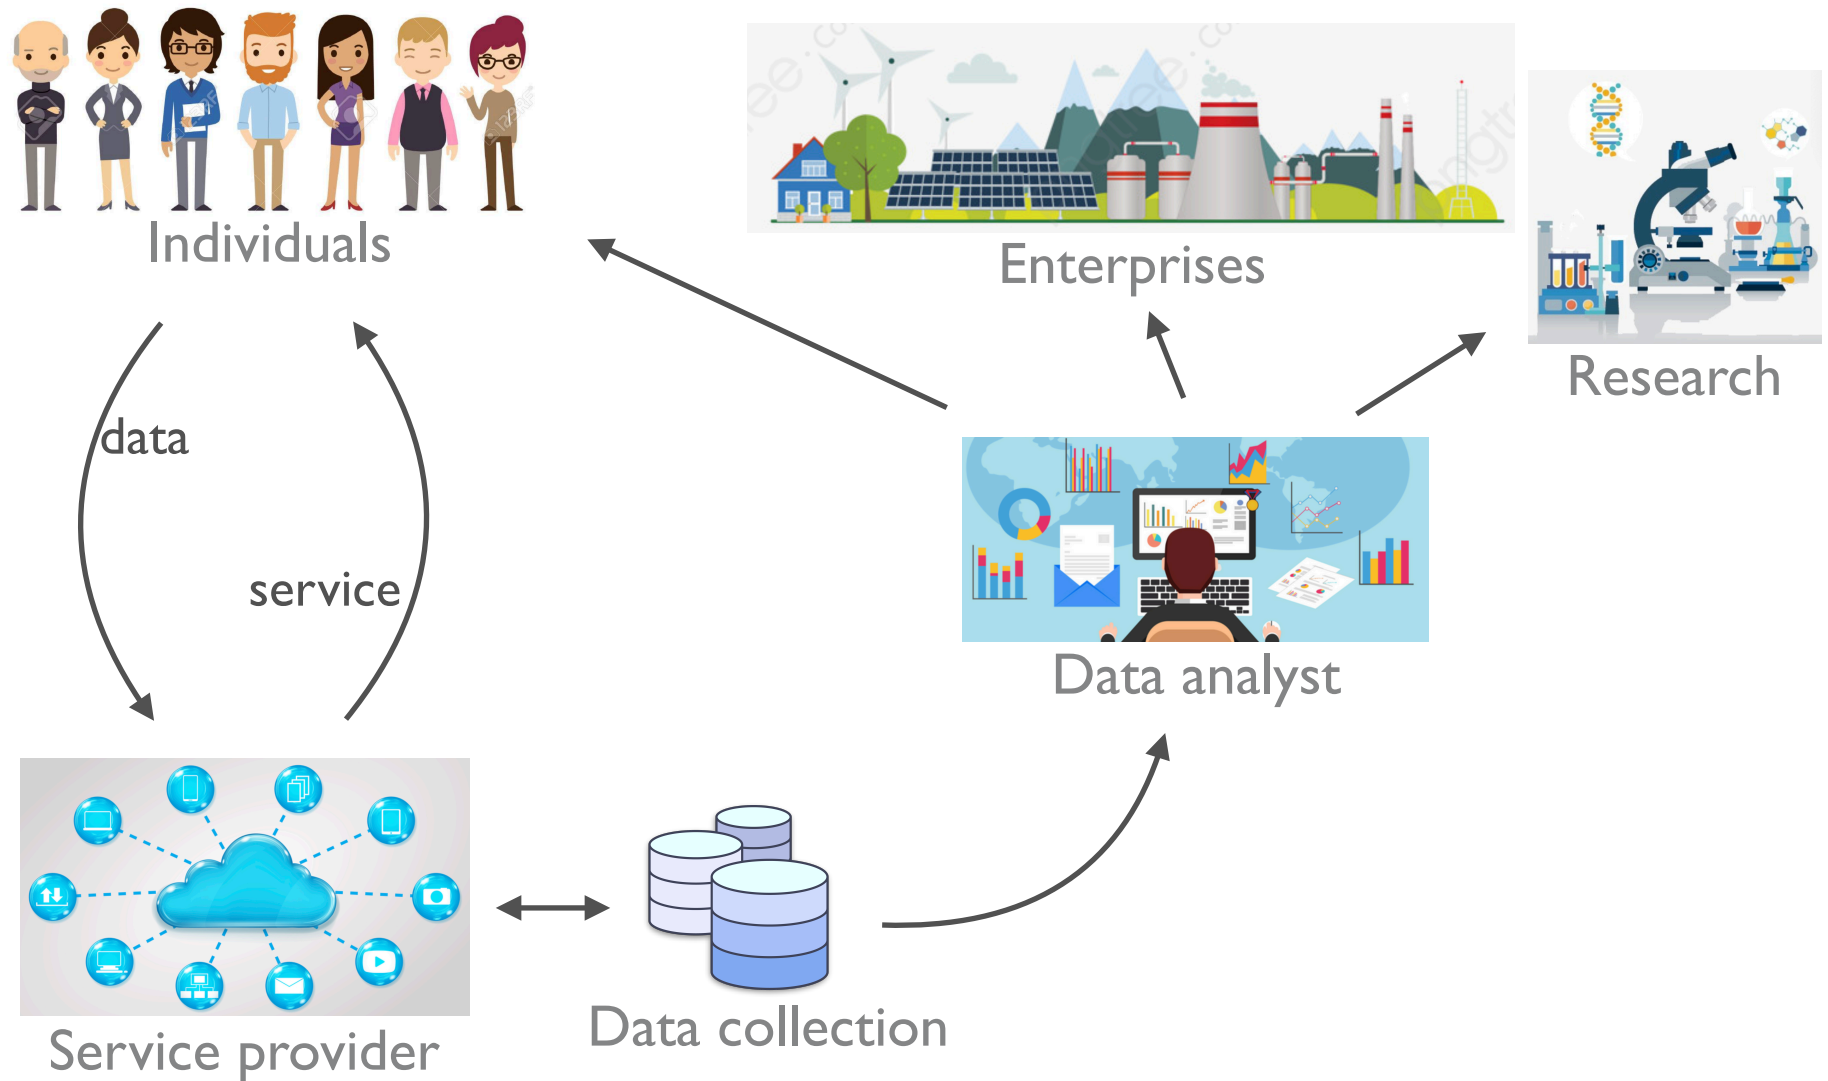 Individuals
Enterprises
Research
data
service
Data analyst
Data collection
Service provider